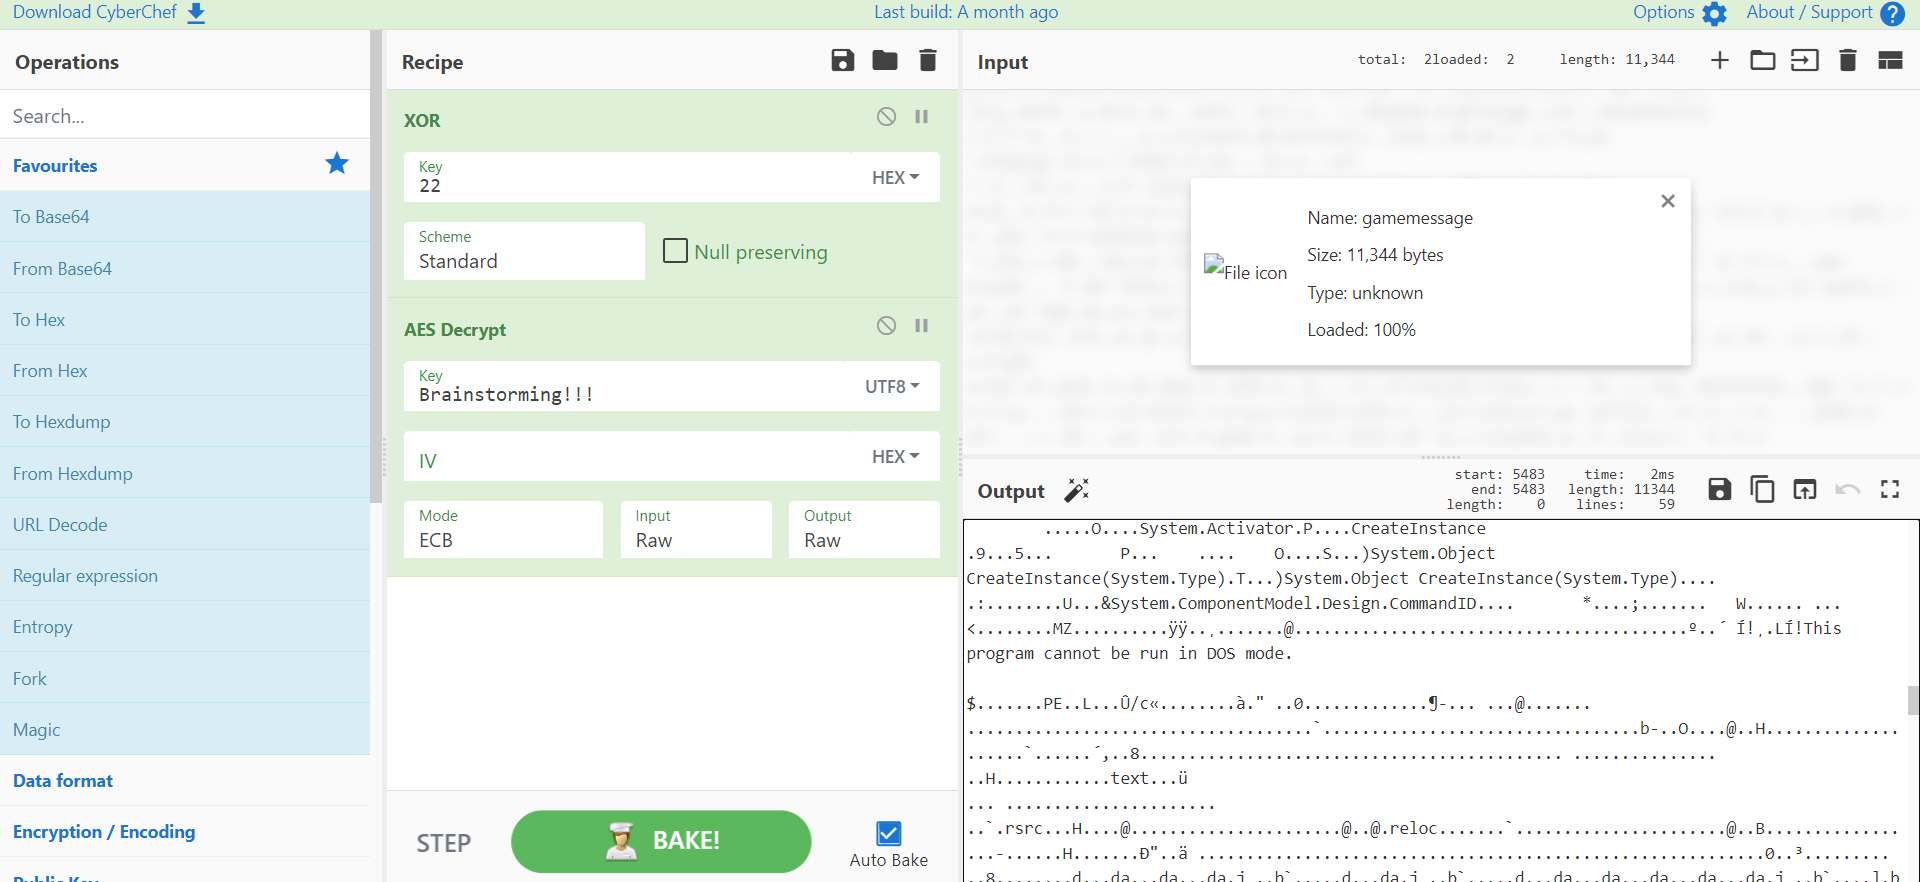 Download CyberChef
Last build: A month ago
Options
About / Support
Operations
Search...
Favourites
To Base64
From Base64
To Hex
From Hex
To Hexdump
From Hexdump
URL Decode
Regular expression
Entropy
Fork
Magic
Data format
Encryption / Encoding
Recipe
XOR
Key
22
HEX
Scheme
Standard
Null preserving
AES Decrypt
Key
Brainstorming!!!
UTF8
IV
HEX
Mode
ECB
Input
Raw
Output
Raw
STEP
BAKE!
Auto Bake
Input
total: 2
loaded: 2
length: 11,344
File icon
Name: gamemessage
Size: 11,344 bytes
Type: unknown
Loaded: 100%
Output
start: 5483
end: 5483
length: 0
time: 2ms
length: 11344
lines: 59
.....O....System.Activator.P....CreateInstance
.9...5... P... .... O....S...)System.Object
CreateInstance(System.Type).T...)System.Object CreateInstance(System.Type)....
.:........U...&System.ComponentModel.Design.CommandID.... *....;....... W...... ...
<........MZ..........ÿÿ..¸.......@.........................................º..´ Í!¸.LÍ!This
program cannot be run in DOS mode.
$.......PE..L...Û/c«........à." ..0.............¶-... ...@.......
....................................`.................................b-..O....@..H..............
......`......´,..8............................................ ...............
..H............text...ü
... ......................
..`.rsrc...H....@......................@..@.reloc.......`.....................@..B..............
...-......H.......Ð"..ä ...........................................................0..³.........